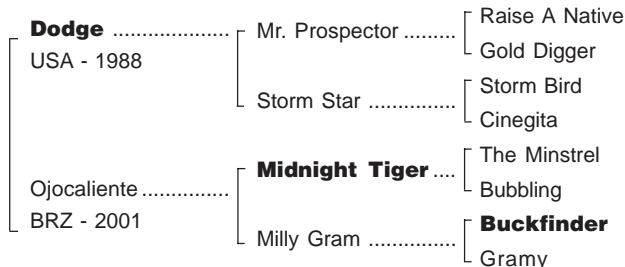 Dodge .................... Mr. Prospector ......... Raise A Native
USA - 1988
Gold Digger
Storm Star ............... Storm Bird
Cinegita
Ojocaliente ............... Midnight Tiger .... The Minstrel
BRZ - 2001
Bubbling
Milly Gram ............... Buckfinder
Gramy